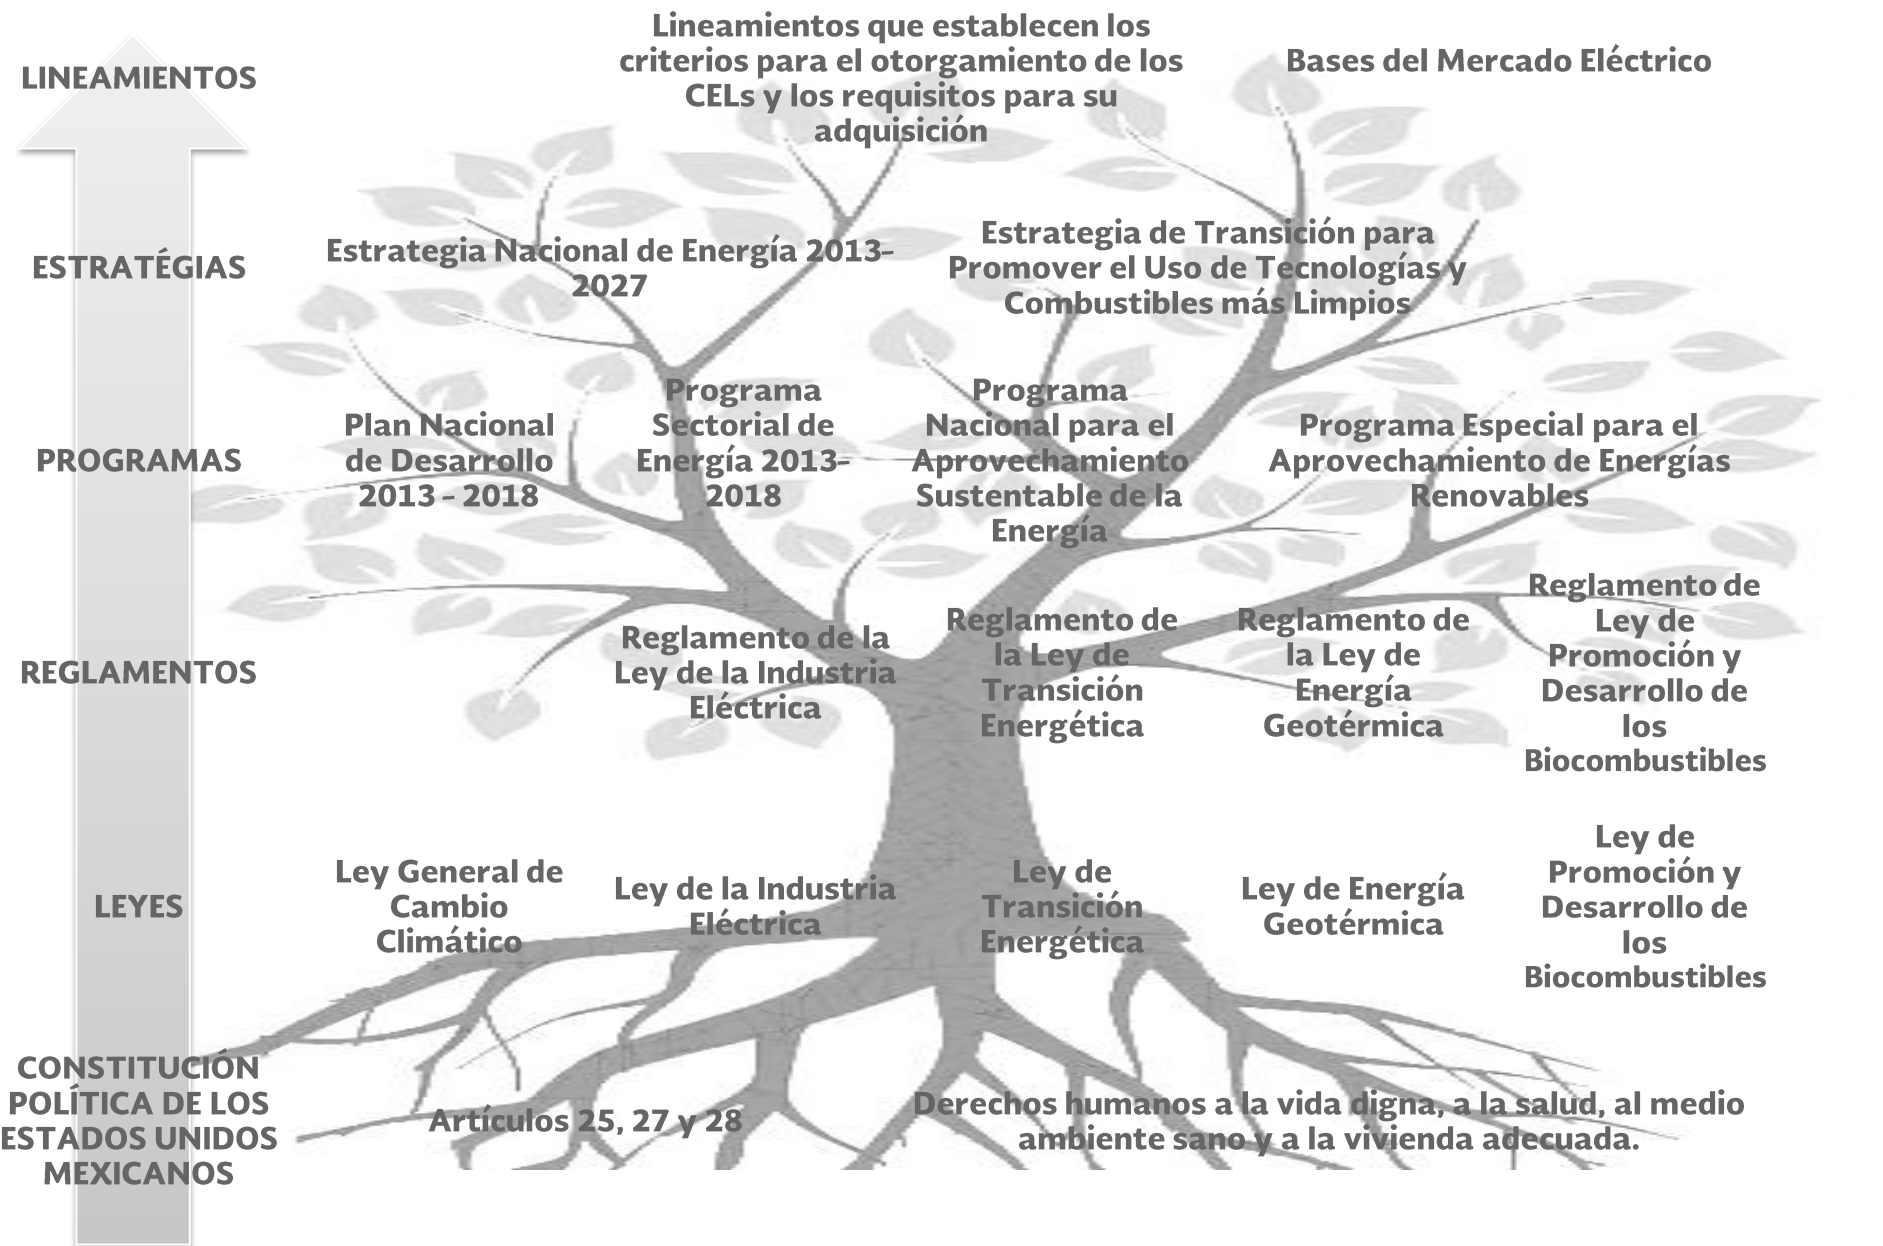 LINEAMIENTOS
Lineamientos que establecen los
criterios para el otorgamiento de los
CELs y los requisitos para su
adquisición
Bases del Mercado Eléctrico
ESTRATÉGIAS
Estrategia Nacional de Energía 2013-
2027
Estrategia de Transición para
Promover el Uso de Tecnologías y
Combustibles más Limpios
PROGRAMAS
Plan Nacional
de Desarrollo
2013 - 2018
Programa
Sectorial de
Energía 2013-
2018
Programa
Nacional para el
Aprovechamiento
Sustentable de la
Energía
Programa Especial para el
Aprovechamiento de Energías
Renovables
REGLAMENTOS
Reglamento de la
Ley de la Industria
Eléctrica
Reglamento de
la Ley de
Transición
Energética
Reglamento de
la Ley de
Energía
Geotérmica
Reglamento de
Ley de
Promoción y
Desarrollo de
los
Biocombustibles
LEYES
Ley General de
Cambio
Climático
Ley de la Industria
Eléctrica
Ley de
Transición
Energética
Ley de Energía
Geotérmica
Ley de
Promoción y
Desarrollo de
los
Biocombustibles
CONSTITUCIÓN
POLÍTICA DE LOS
ESTADOS UNIDOS
MEXICANOS
Artículos 25, 27 y 28
Derechos humanos a la vida digna, a la salud, al medio
ambiente sano y a la vivienda adecuada.